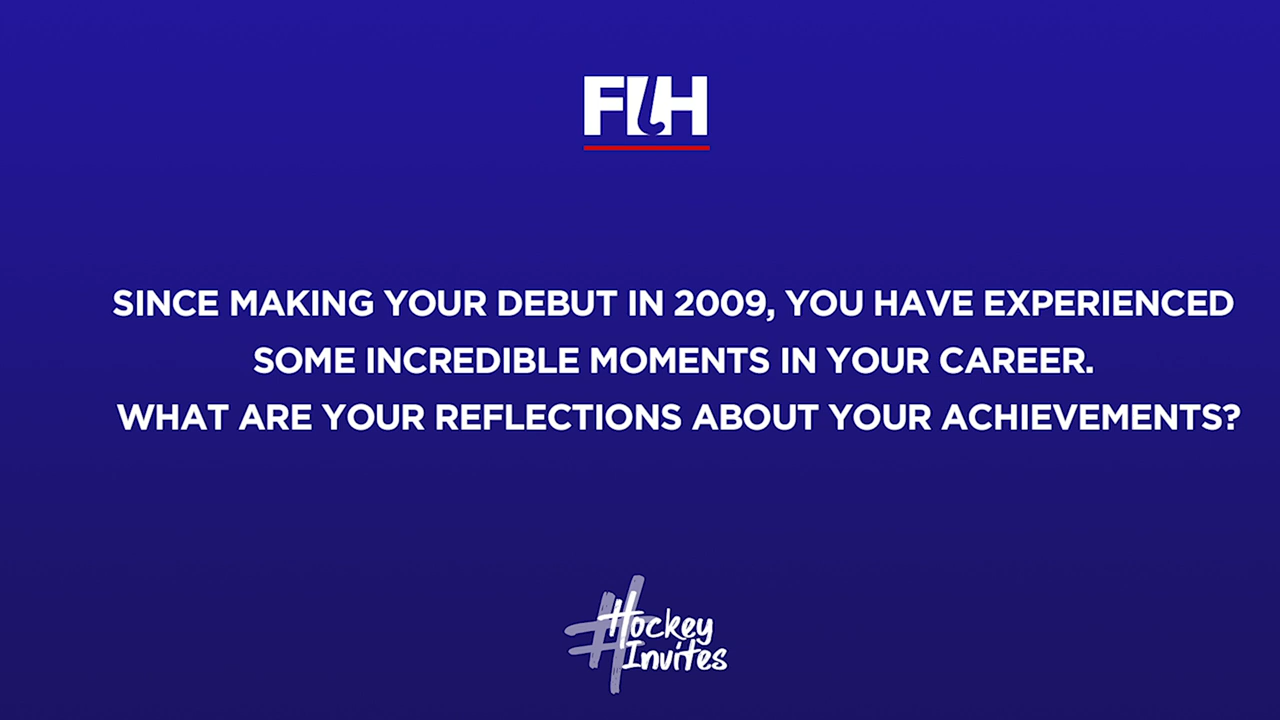 FIH
SINCE MAKING YOUR DEBUT IN 2009, YOU HAVE EXPERIENCED
SOME INCREDIBLE MOMENTS IN YOUR CAREER.
WHAT ARE YOUR REFLECTIONS ABOUT YOUR ACHIEVEMENTS?
#Hockey
Invites